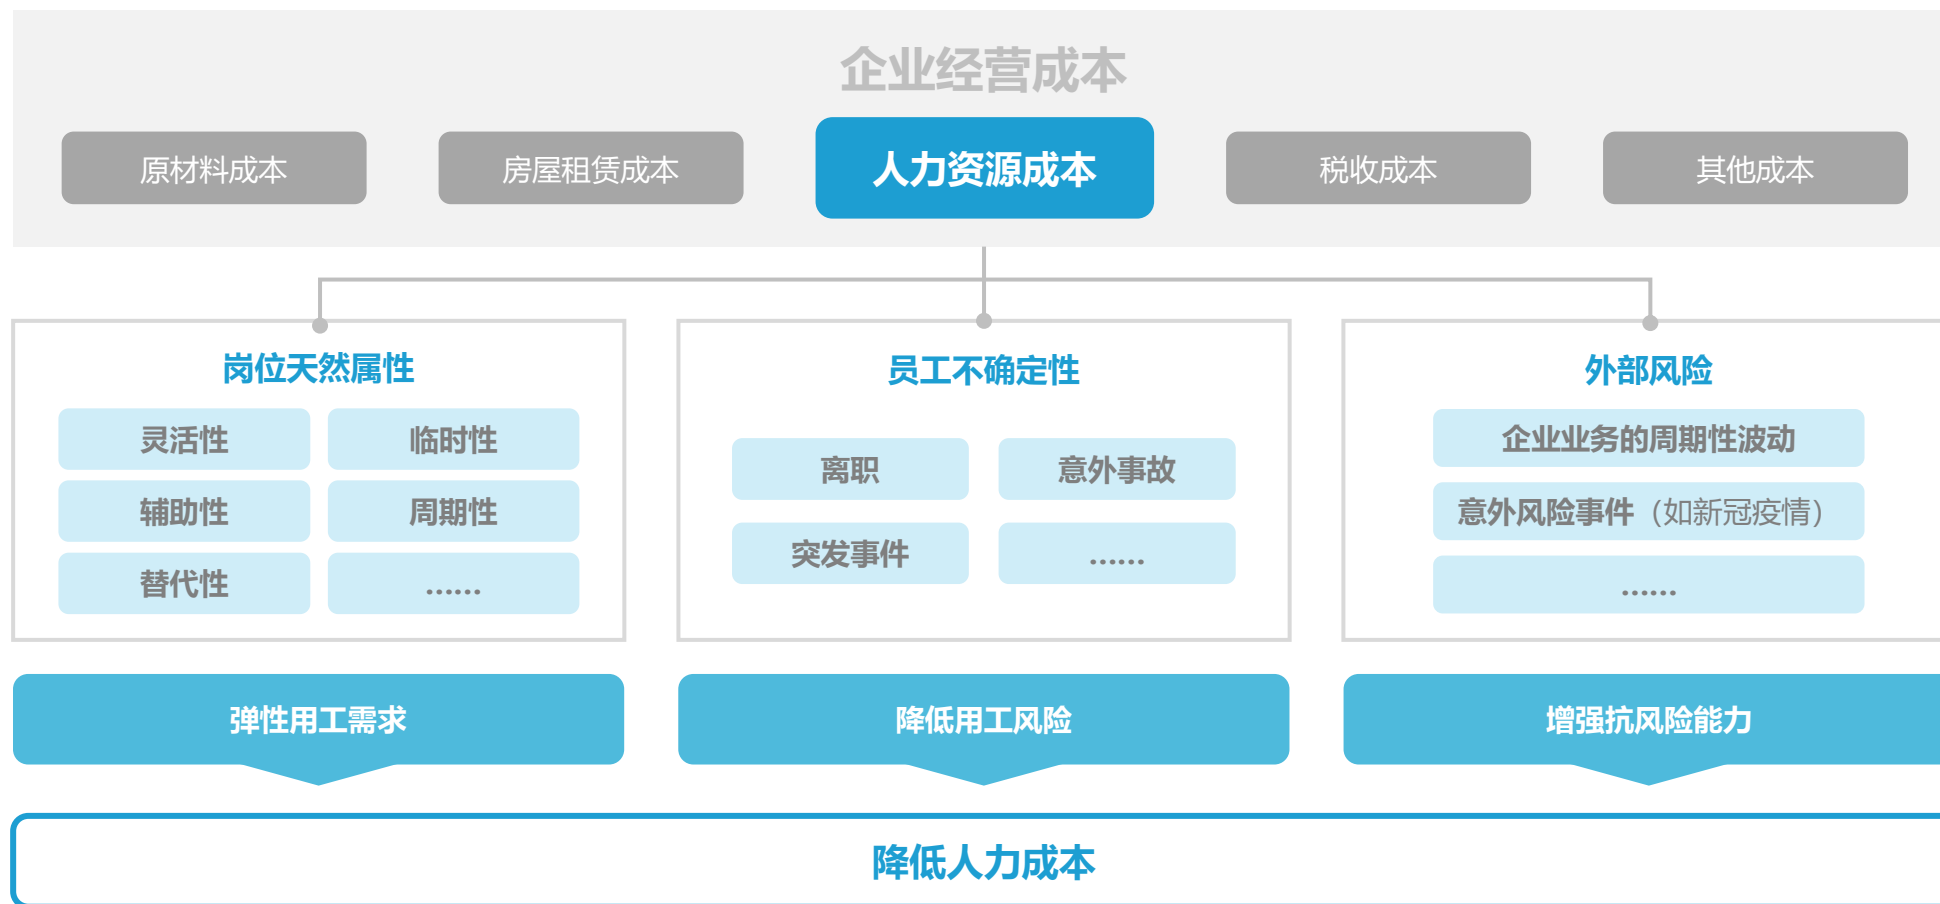 企业经营成本
原材料成本
房屋租赁成本
人力资源成本
税收成本
其他成本
岗位天然属性
灵活性
临时性
辅助性
周期性
替代性
......
员工不确定性
离职
意外事故
突发事件
......
外部风险
企业业务的周期性波动
意外风险事件（如新冠疫情）
......
弹性用工需求
降低用工风险
增强抗风险能力
降低人力成本